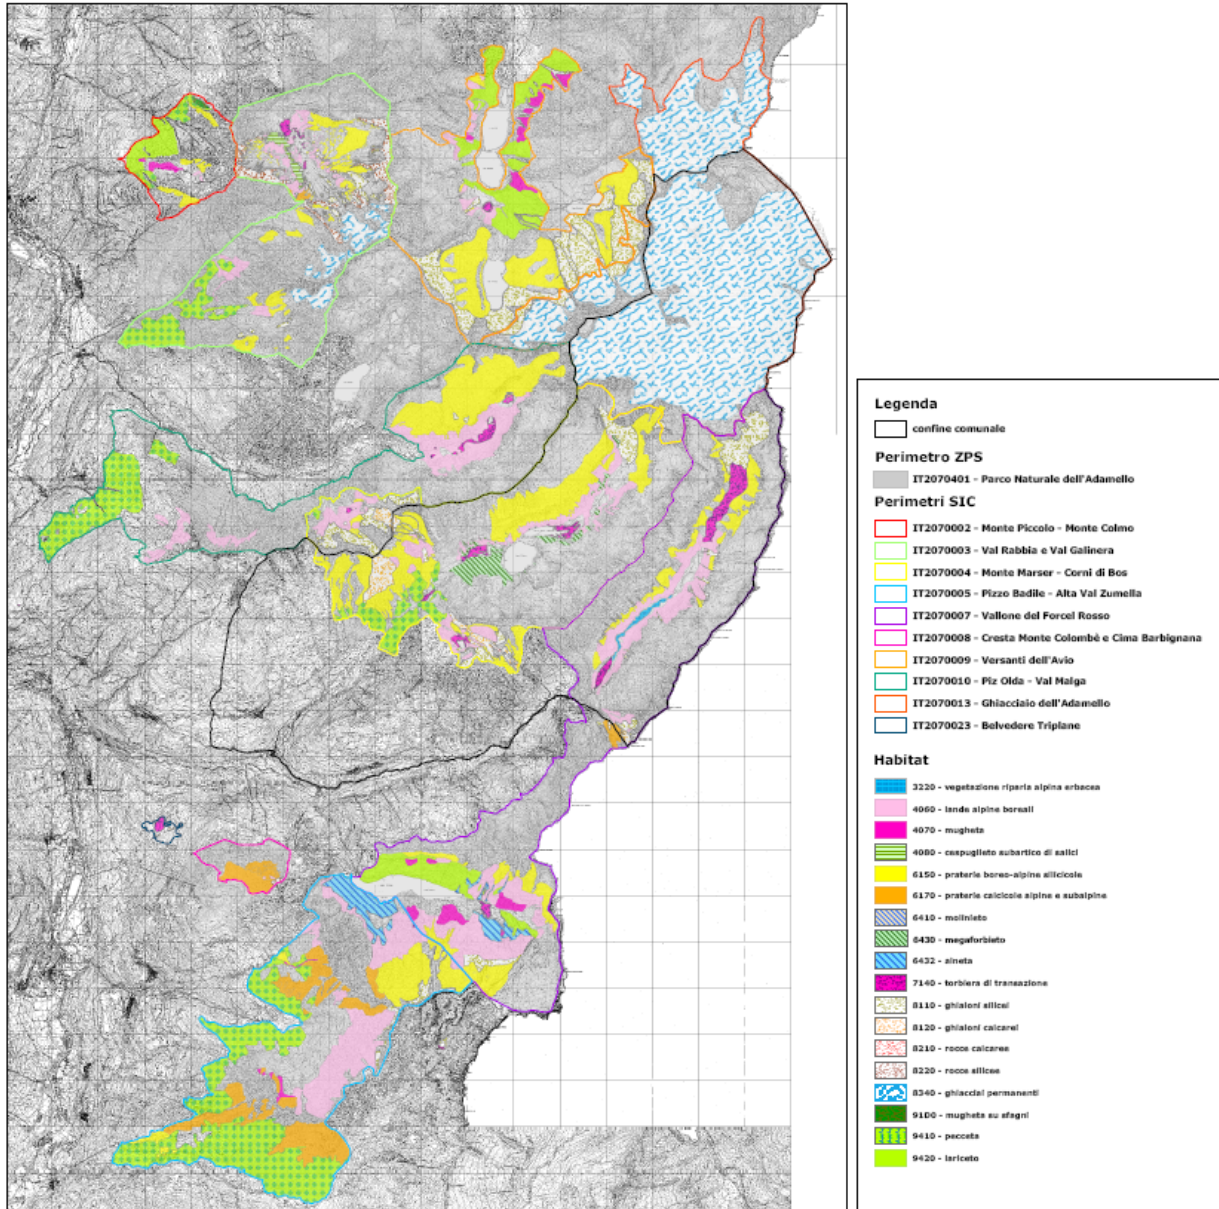 Legenda
confine comunale
Perimetro ZPS
IT2070401 - Parco Naturale dell'Adamello
Perimetri SIC
IT2070002 - Monte Piccolo - Monte Colmo
IT2070003 - Val Rabbia e Val Galinera
IT2070004 - Monte Marser - Corni di Bos
IT2070005 - Pizzo Badile - Alta Val Zumella
IT2070007 - Vallone del Forcel Rosso
IT2070008 - Cresta Monte Colombè e Cima Barbignana
IT2070009 - Versanti dell'Avio
IT2070010 - Piz Olda - Val Malga
IT2070013 - Ghiacciaio dell'Adamello
IT2070023 - Belvedere Triplane
Habitat
3220 - vegetazione riparia alpina erbacea
4060 - lande alpine boreali
4070 - mugheta
4080 - cespuglieto subartico di salici
6150 - praterie boreo-alpine silicicole
6170 - praterie calcicole alpine e subalpine
6410 - molinieto
6430 - megaforbieto
6432 - alneta
7140 - torbiera di transazione
8110 - ghiaioni silicei
8120 - ghiaioni calcarei
8210 - rocce calcaree
8220 - rocce silicee
8340 - ghiacciai permanenti
91D0 - mugheta su sfagni
9410 - pecceta
9420 - lariceto